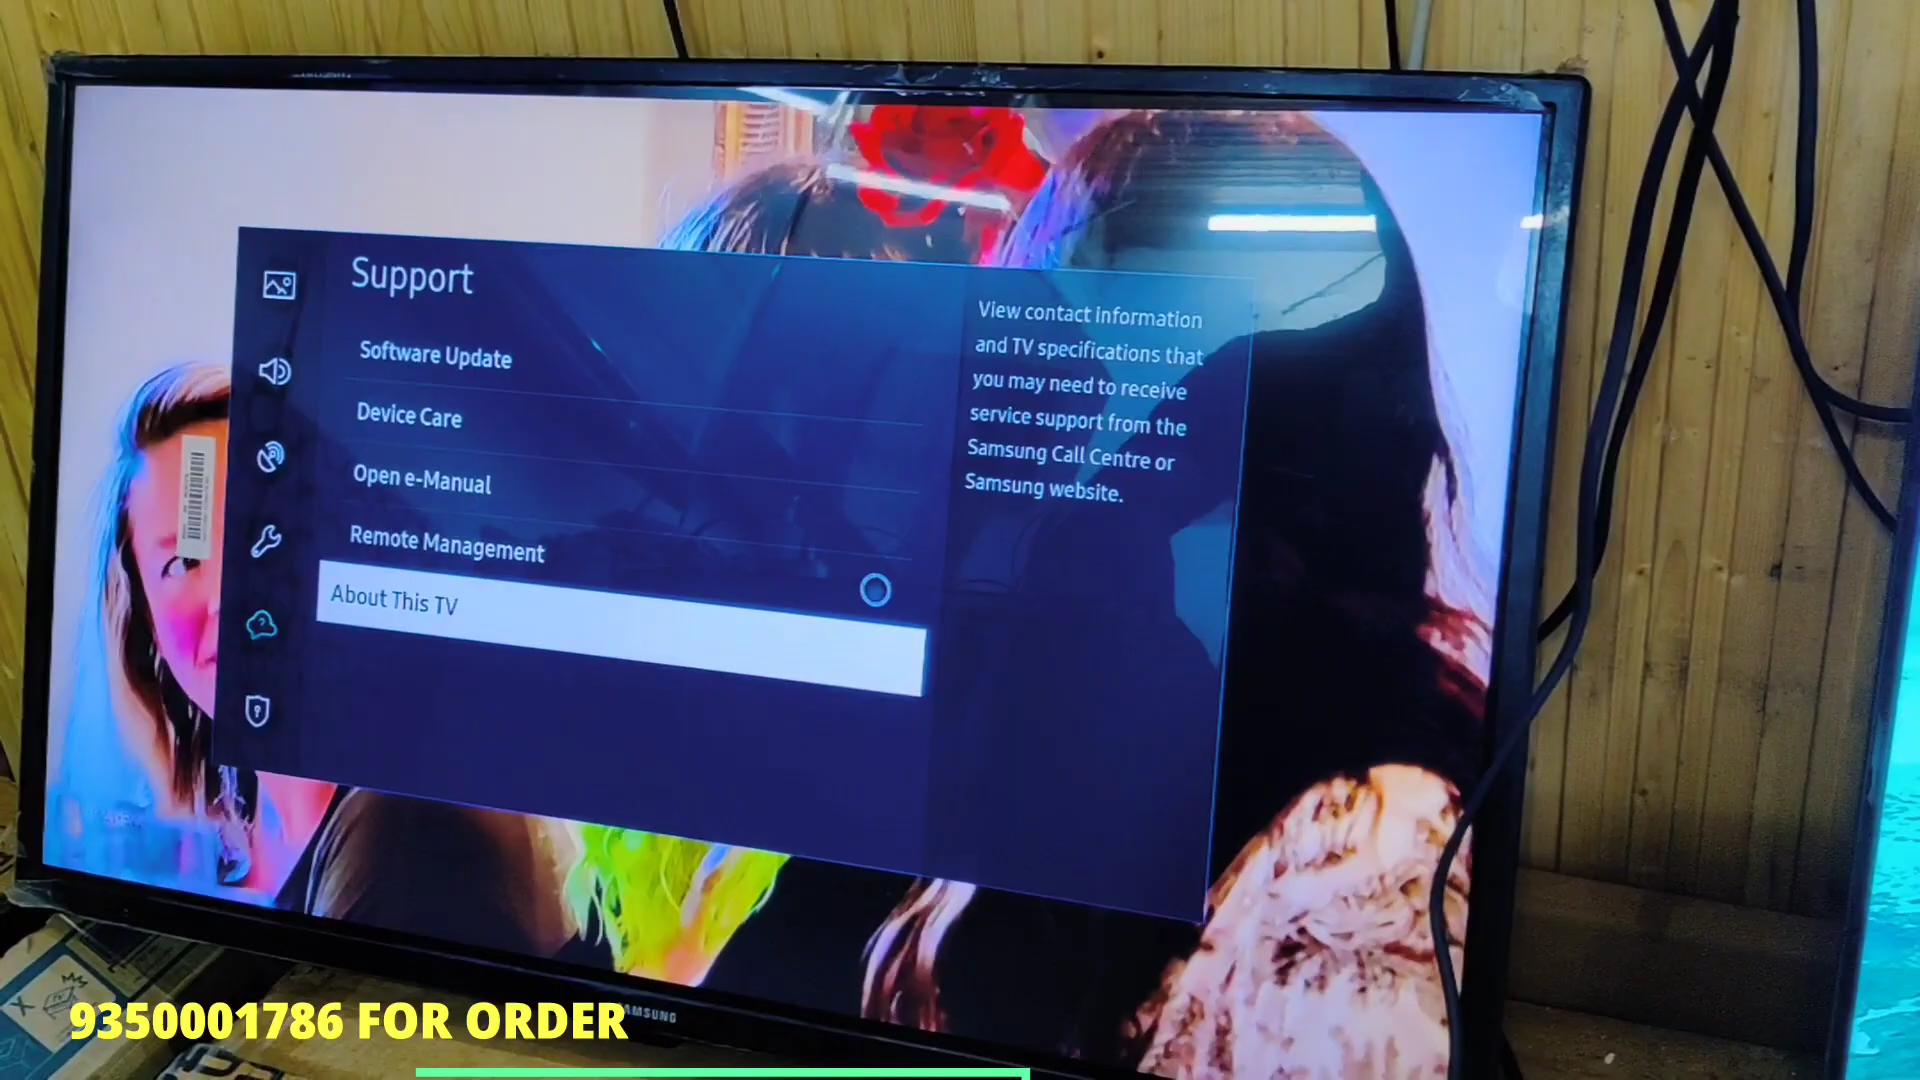 Support
Software Update
Device Care
Open e-Manual
Remote Management
About This TV
View contact information
and TV specifications that
you may need to receive
service support from the
Samsung Call Centre or
Samsung website.
9350001786 FOR ORDER
SAMSUNG